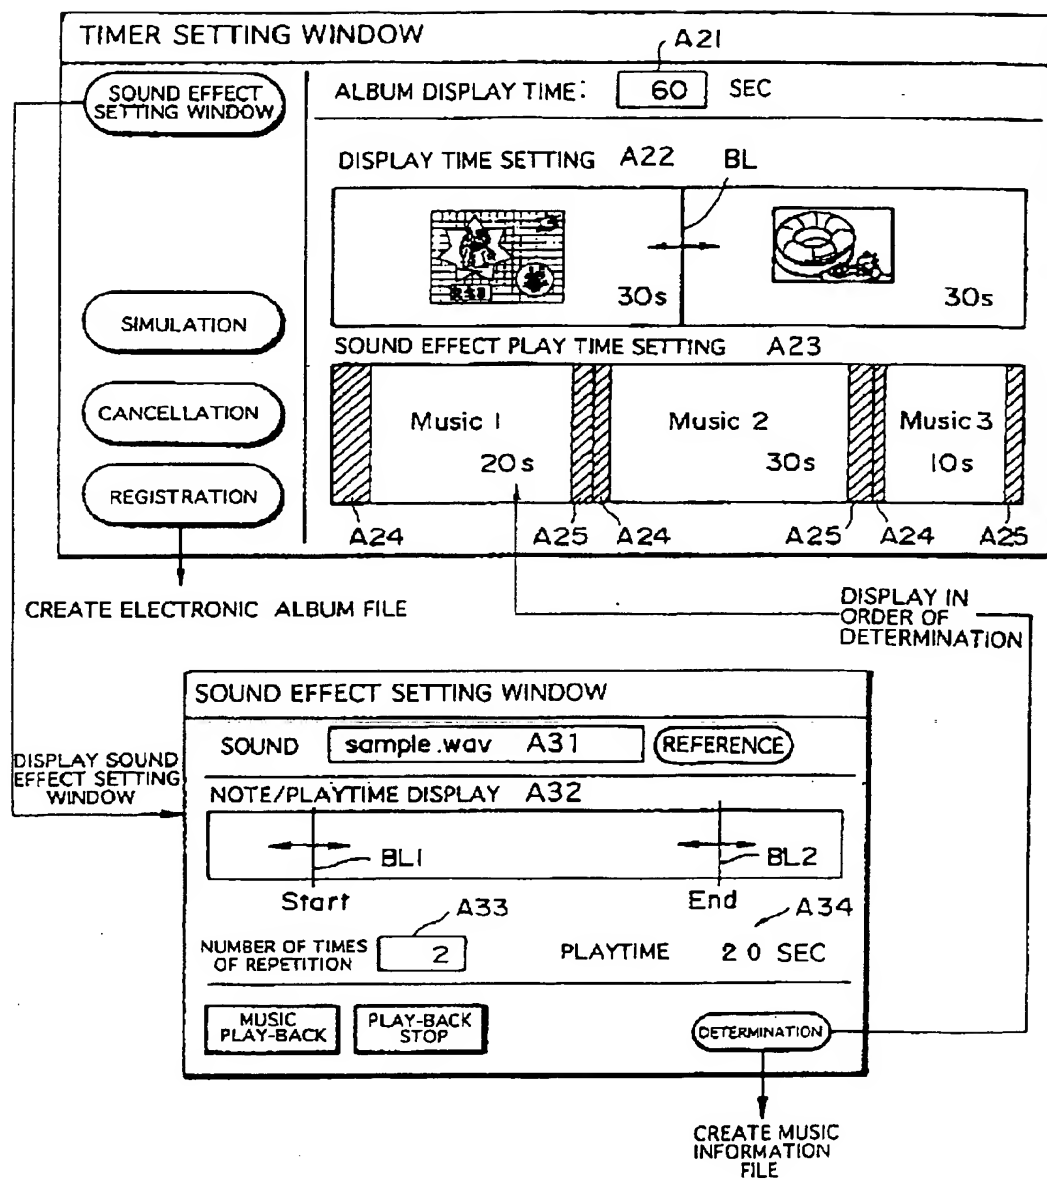 TIMER SETTING WINDOW
A21
SOUND EFFECT
SETTING WINDOW
ALBUM DISPLAY TIME:
60
SEC
DISPLAY TIME SETTING
A22
BL
30s
30s
SIMULATION
SOUND EFFECT PLAY TIME SETTING
A23
CANCELLATION
Music 1
Music 2
Music 3
20s
30s
10s
REGISTRATION
A24
A25
A24
A25
A24
A25
CREATE ELECTRONIC ALBUM FILE
DISPLAY IN
ORDER OF
DETERMINATION
SOUND EFFECT SETTING WINDOW
SOUND
sample.wav
A31
REFERENCE
DISPLAY SOUND
EFFECT SETTING
WINDOW
NOTE/PLAYTIME DISPLAY
A32
BL1
BL2
Start
End
A33
A34
NUMBER OF TIMES
OF REPETITION
2
PLAYTIME
20 SEC
MUSIC
PLAY-BACK
PLAY-BACK
STOP
DETERMINATION
CREATE MUSIC
INFORMATION
FILE